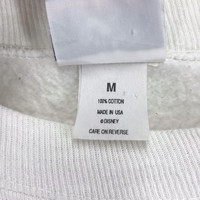 M
100% COTTON
MADE IN USA
© DISNEY
CARE ON REVERSE